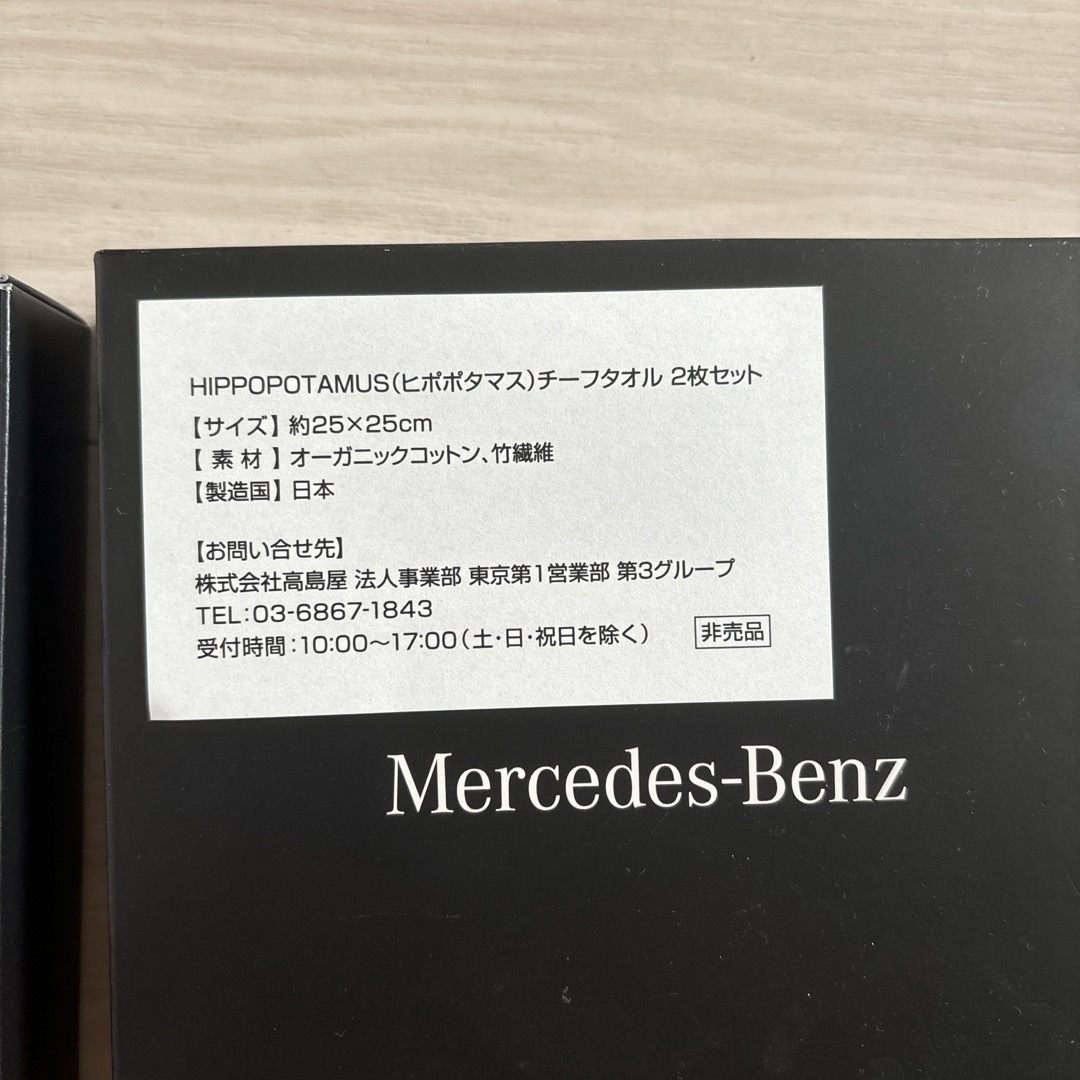 HIPPOPOTAMUS(ヒポポタマス)チーフタオル 2枚セット
【サイズ】約25×25cm
【 素 材 】オーガニックコットン、竹繊維
【製造国】日本
【お問い合せ先】
株式会社高島屋 法人事業部 東京第1営業部 第3グループ
TEL:03-6867-1843
受付時間:10:00〜17:00(土・日・祝日を除く)
非売品
Mercedes-Benz